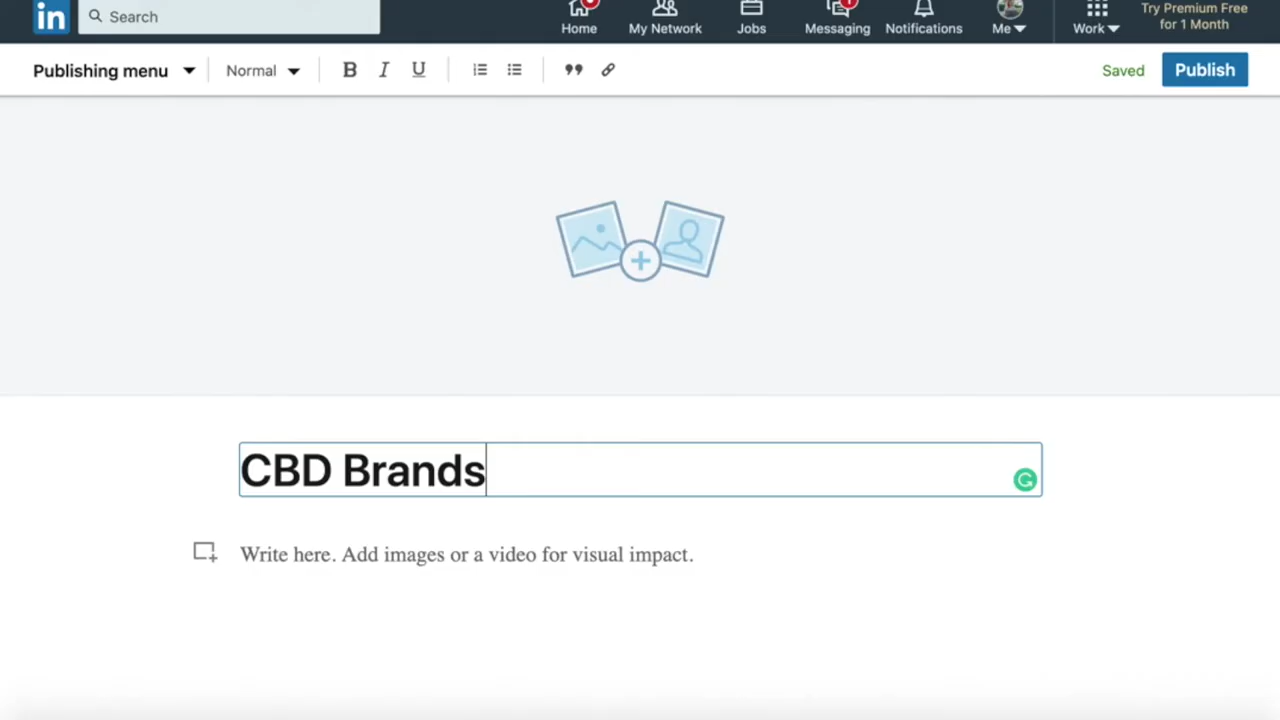 in Search Home My Network Jobs Messaging 1 Notifications Me Work Try Premium Free
for 1 Month
Publishing menu Normal B I U Saved Publish
CBD Brands
Write here. Add images or a video for visual impact.